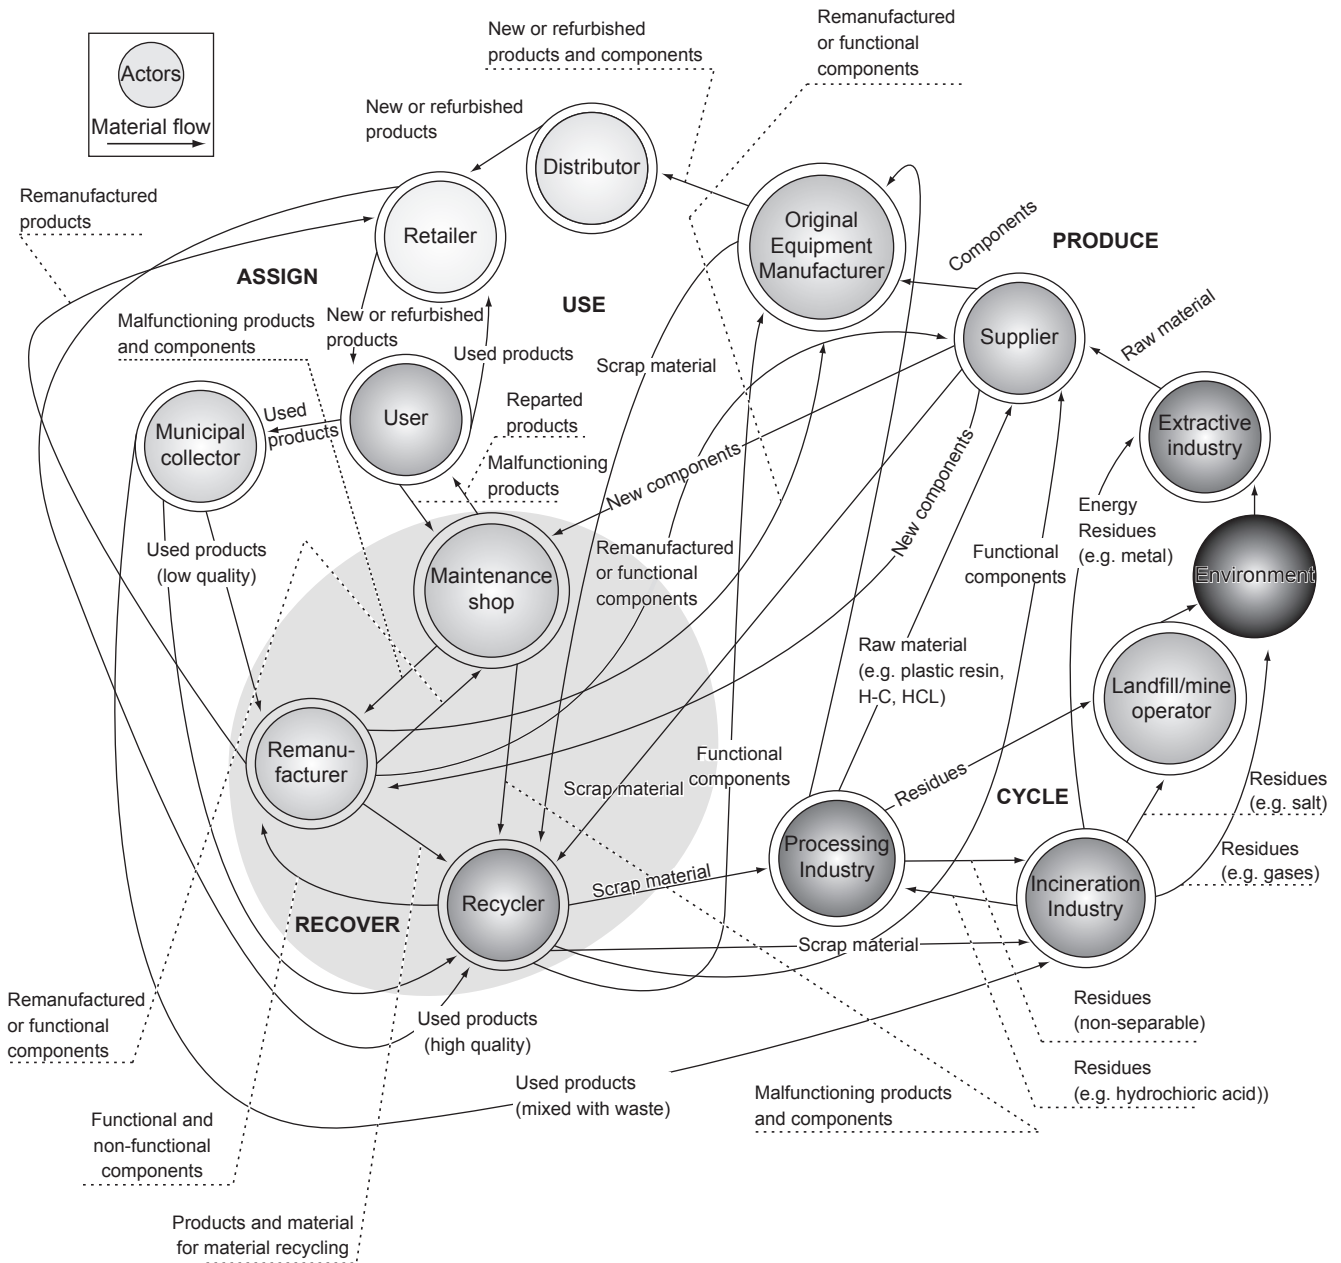 Actors
Material flow
New or refurbished
products and components
Remanufactured
or functional
components
New or refurbished
products
Distributor
Remanufactured
products
Retailer
Original
Equipment
Manufacturer
Components
PRODUCE
ASSIGN
USE
Malfunctioning products
and components
New or refurbished
products
Used products
Scrap material
Supplier
Raw material
Municipal
collector
Used
products
User
Reparted
products
Malfunctioning
products
Extractive
industry
New components
New components
Energy
Residues
(e.g. metal)
Used products
(low quality)
Maintenance
shop
Remanufactured
or functional
components
Functional
components
Environment
Raw material
(e.g. plastic resin,
H-C, HCL)
Landfill/mine
operator
Remanu-
facturer
Functional
components
Scrap material
Residues
CYCLE
Residues
(e.g. salt)
Processing
Industry
Residues
(e.g. gases)
Scrap material
Incineration
Industry
Recycler
RECOVER
Scrap material
Remanufactured
or functional
components
Used products
(high quality)
Residues
(non-separable)
Used products
(mixed with waste)
Malfunctioning products
and components
Residues
(e.g. hydrochioric acid))
Functional and
non-functional
components
Products and material
for material recycling